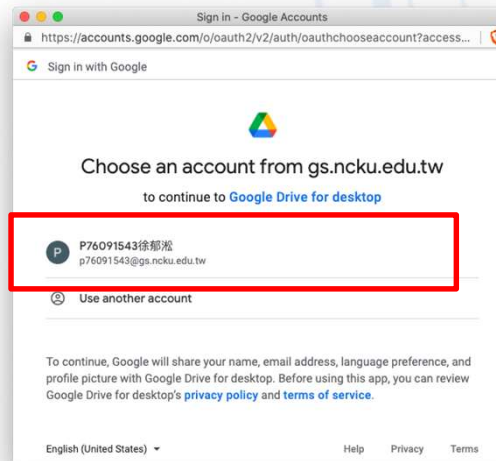 Sign in - Google Accounts
https://accounts.google.com/o/oauth2/v2/auth/oauthchooseaccount?access...
G Sign in with Google
Choose an account from gs.ncku.edu.tw
to continue to Google Drive for desktop
P
P76091543徐郁淞
p76091543@gs.ncku.edu.tw
Use another account
To continue, Google will share your name, email address, language preference, and
profile picture with Google Drive for desktop. Before using this app, you can review
Google Drive for desktop's privacy policy and terms of service.
English (United States) Help Privacy Terms